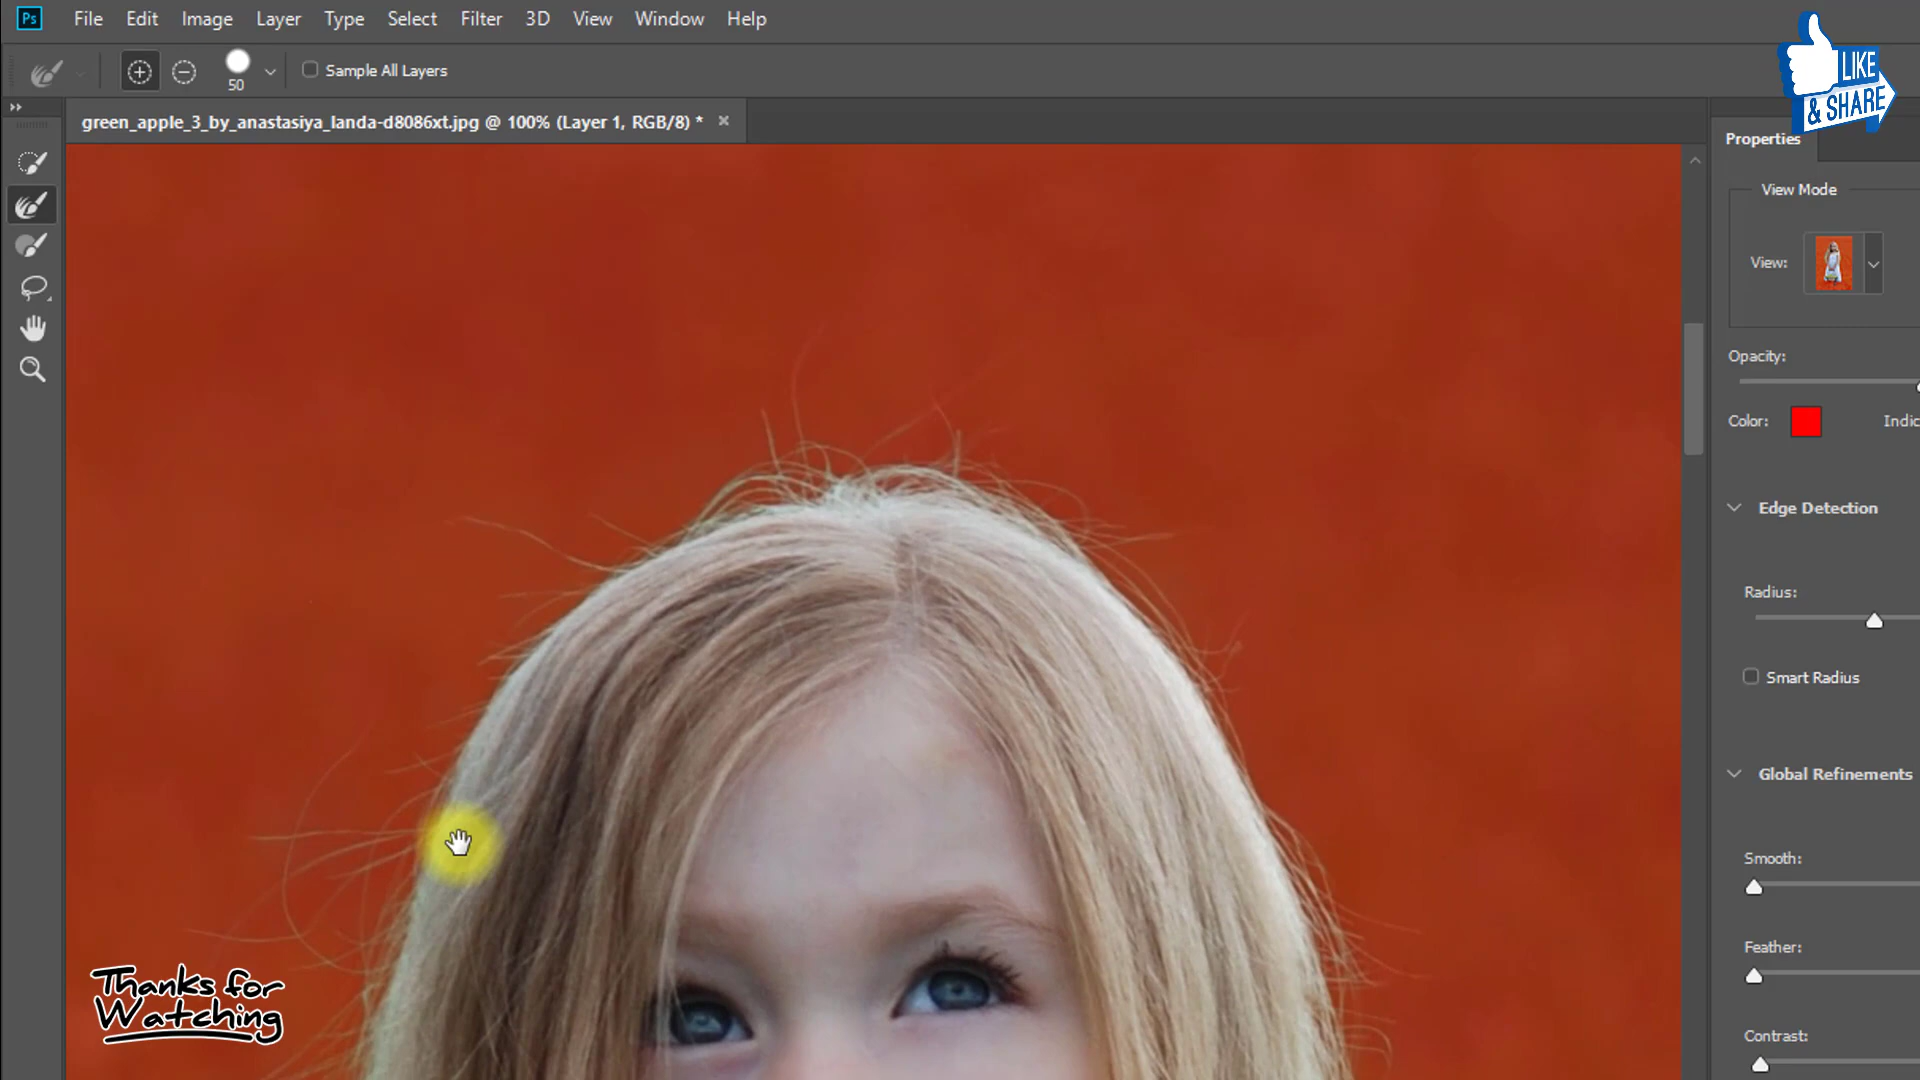 Ps File Edit Image Layer Type Select Filter 3D View Window Help
50 Sample All Layers
LIKE
& SHARE
green_apple_3_by_anastasiya_landa-d8086xt.jpg @ 100% (Layer 1, RGB/8) *
Properties
View Mode
View:
Opacity:
Color: Indic
Edge Detection
Radius:
Smart Radius
Global Refinements
Smooth:
Feather:
Contrast:
Thanks for
Watching